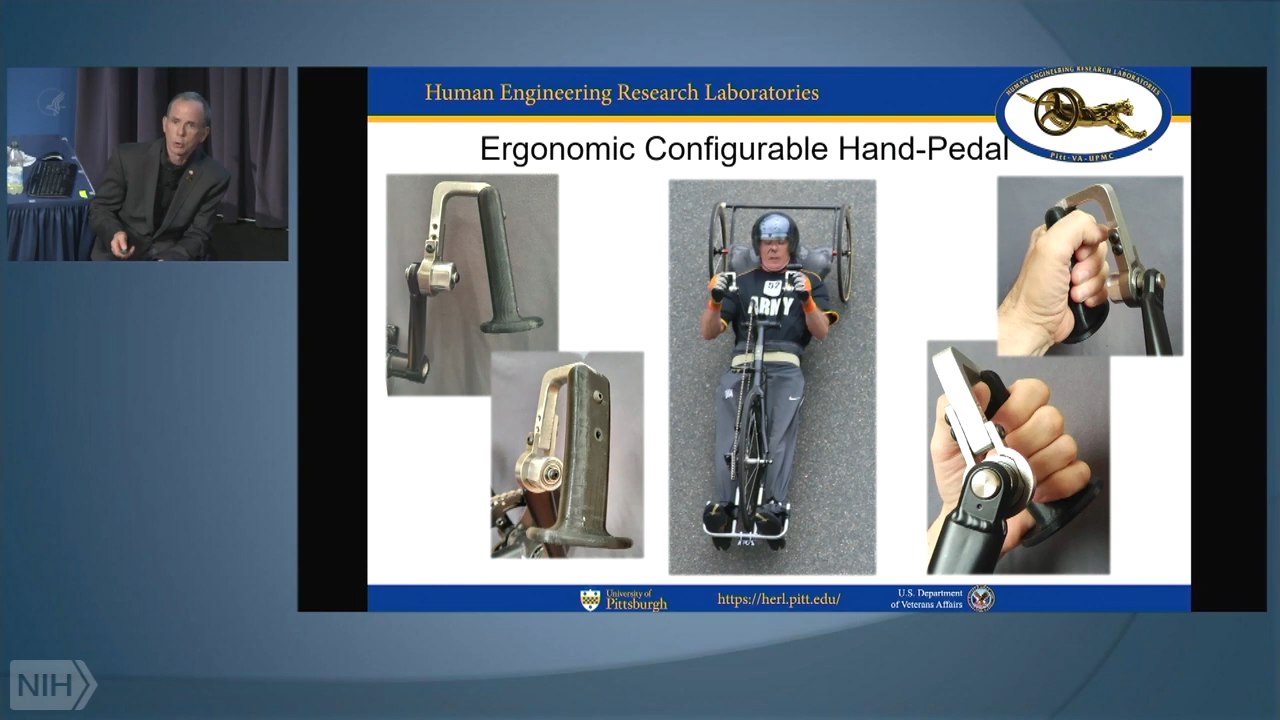 Human Engineering Research Laboratories
HUMAN ENGINEERING RESEARCH LABORATORIES
Pitt-VA-UPMC
Ergonomic Configurable Hand-Pedal
57
ARMY
University of
Pittsburgh
https://herl.pitt.edu/
U.S. Department
of Veterans Affairs
NIH